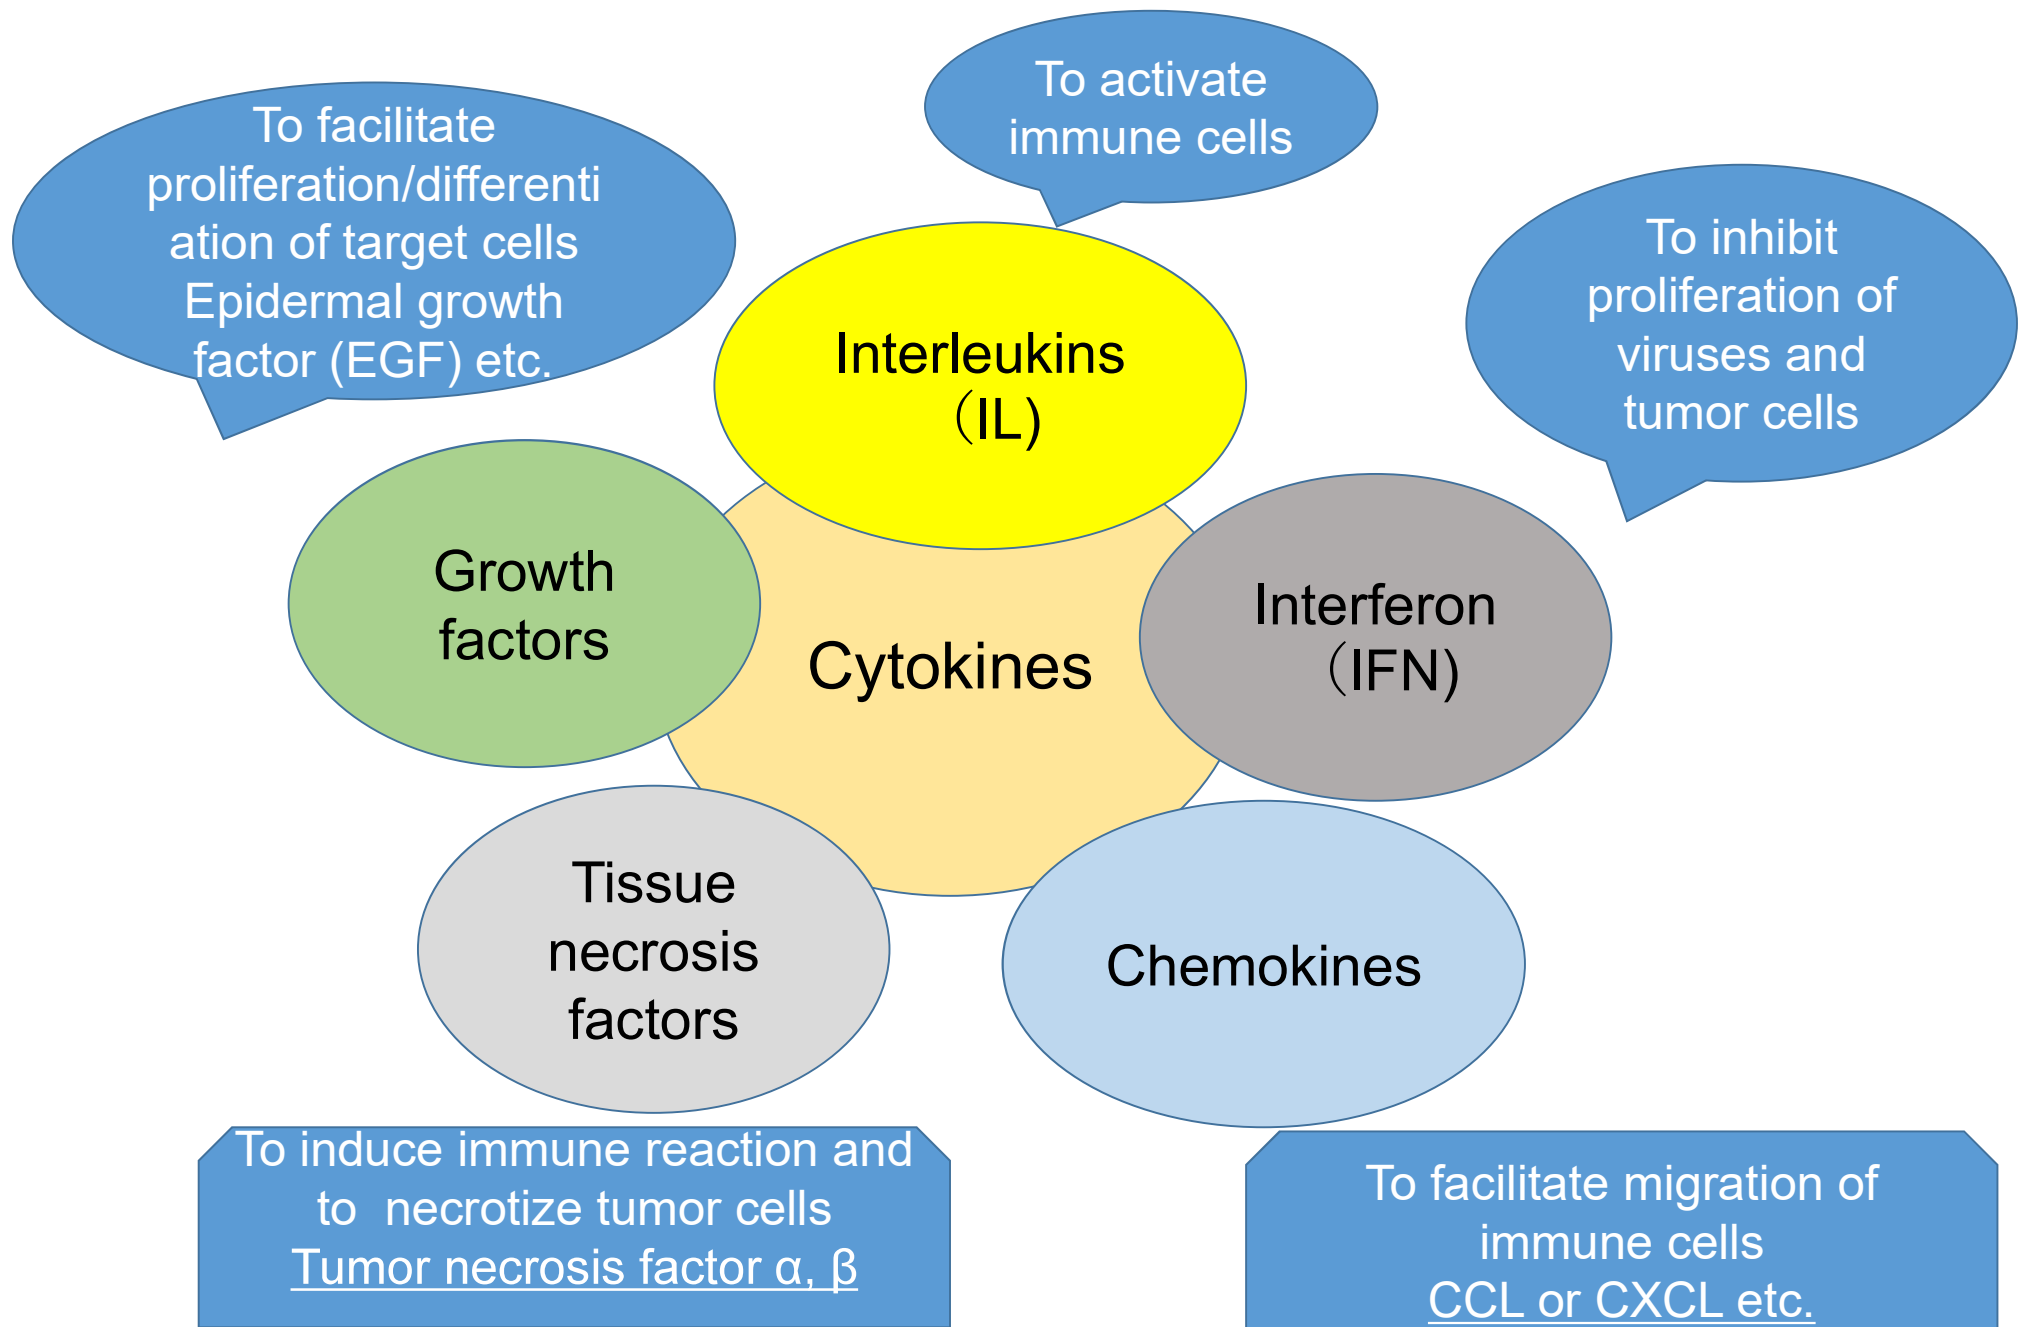 To activate
immune cells
To facilitate
proliferation/differenti
ation of target cells
Epidermal growth
factor (EGF) etc.
To inhibit
proliferation of
viruses and
tumor cells
Interleukins
（IL)
Growth
factors
Cytokines
Interferon
（IFN)
Tissue
necrosis
factors
Chemokines
To induce immune reaction and
to  necrotize tumor cells
Tumor necrosis factor α, β
To facilitate migration of
immune cells
CCL or CXCL etc.